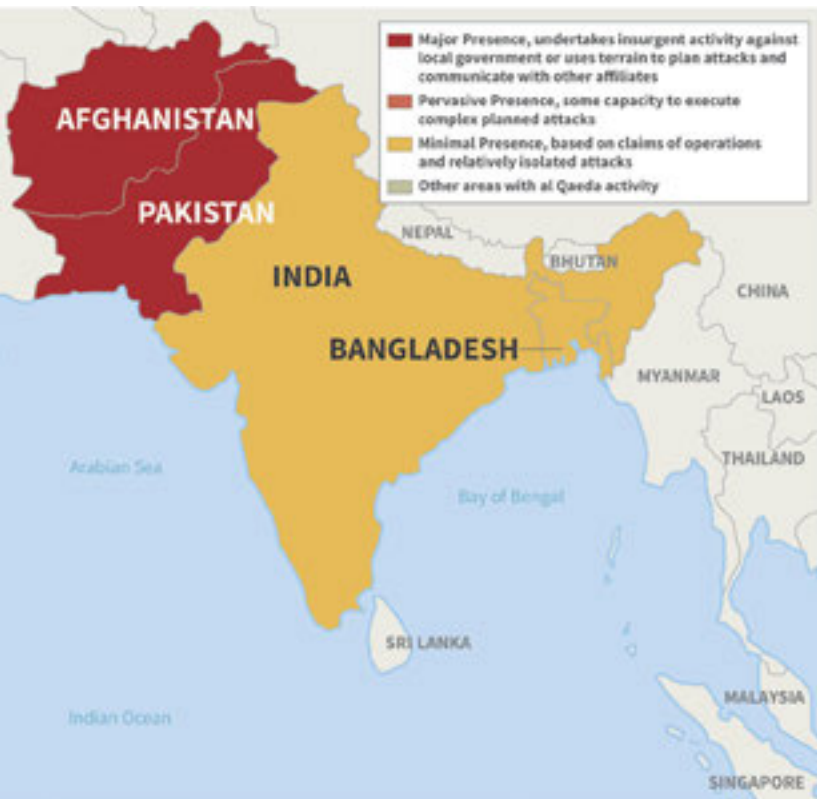 Major Presence, undertakes insurgent activity against
local government or uses terrain to plan attacks and
communicate with other affiliates
Pervasive Presence, some capacity to execute
complex planned attacks
Minimal Presence, based on claims of operations
and relatively isolated attacks
Other areas with al Qaeda activity
AFGHANISTAN
PAKISTAN
NEPAL
BHUTAN
INDIA
CHINA
BANGLADESH
MYANMAR
LAOS
THAILAND
Arabian Sea
Bay of Bengal
SRI LANKA
MALAYSIA
Indian Ocean
SINGAPORE